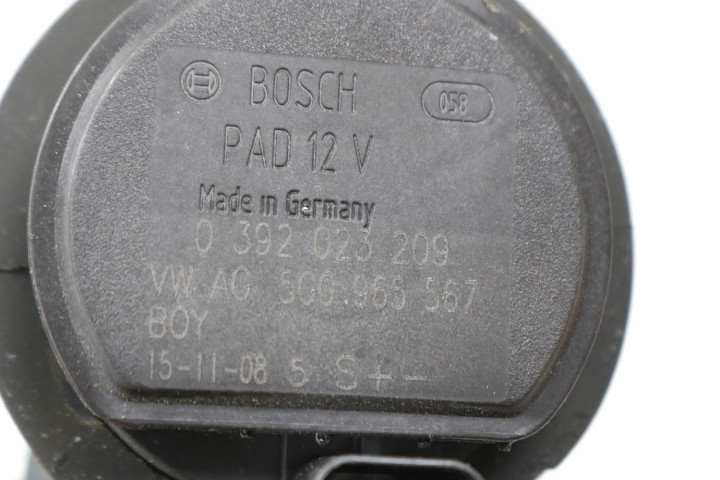 BOSCH 058
PAD 12 V
Made in Germany
0 392 023 209
VW AG 5G0 965 567
BOY
15-11-08 5 S + -